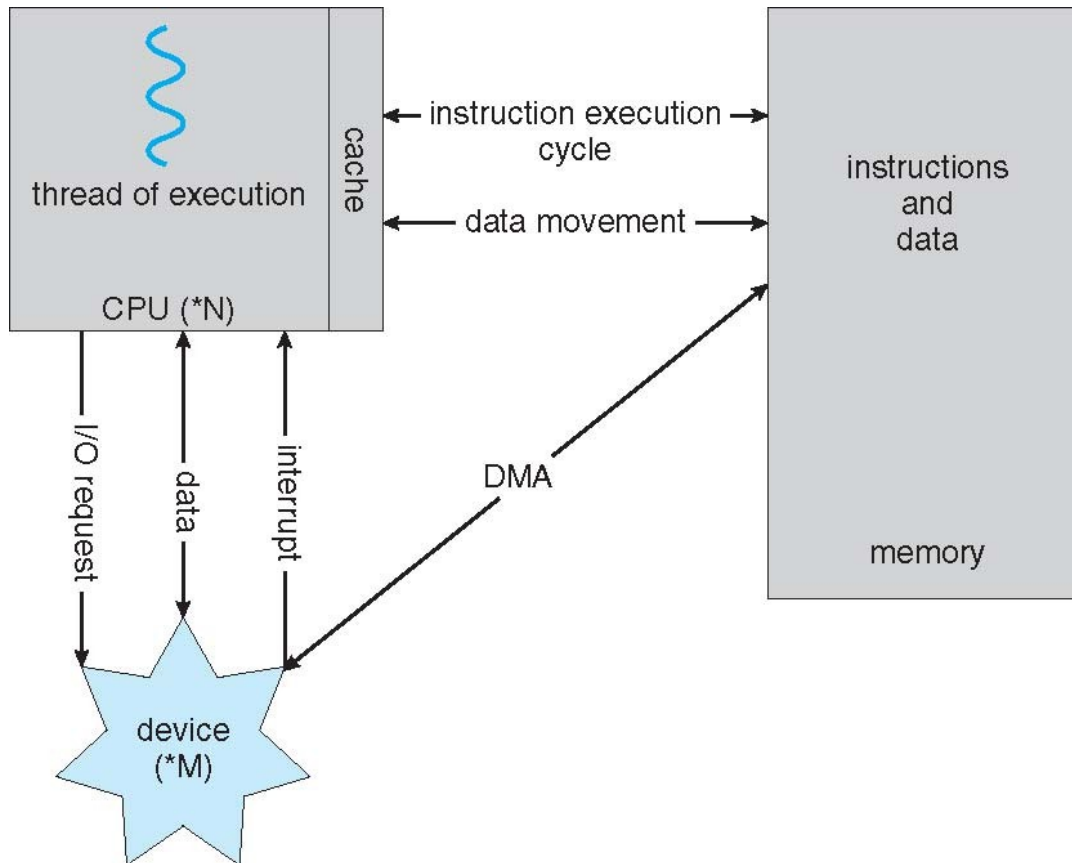 thread of execution
CPU (*N)
cache
instruction execution
cycle
data movement
instructions
and
data
memory
I/O request
data
interrupt
DMA
device
(*M)